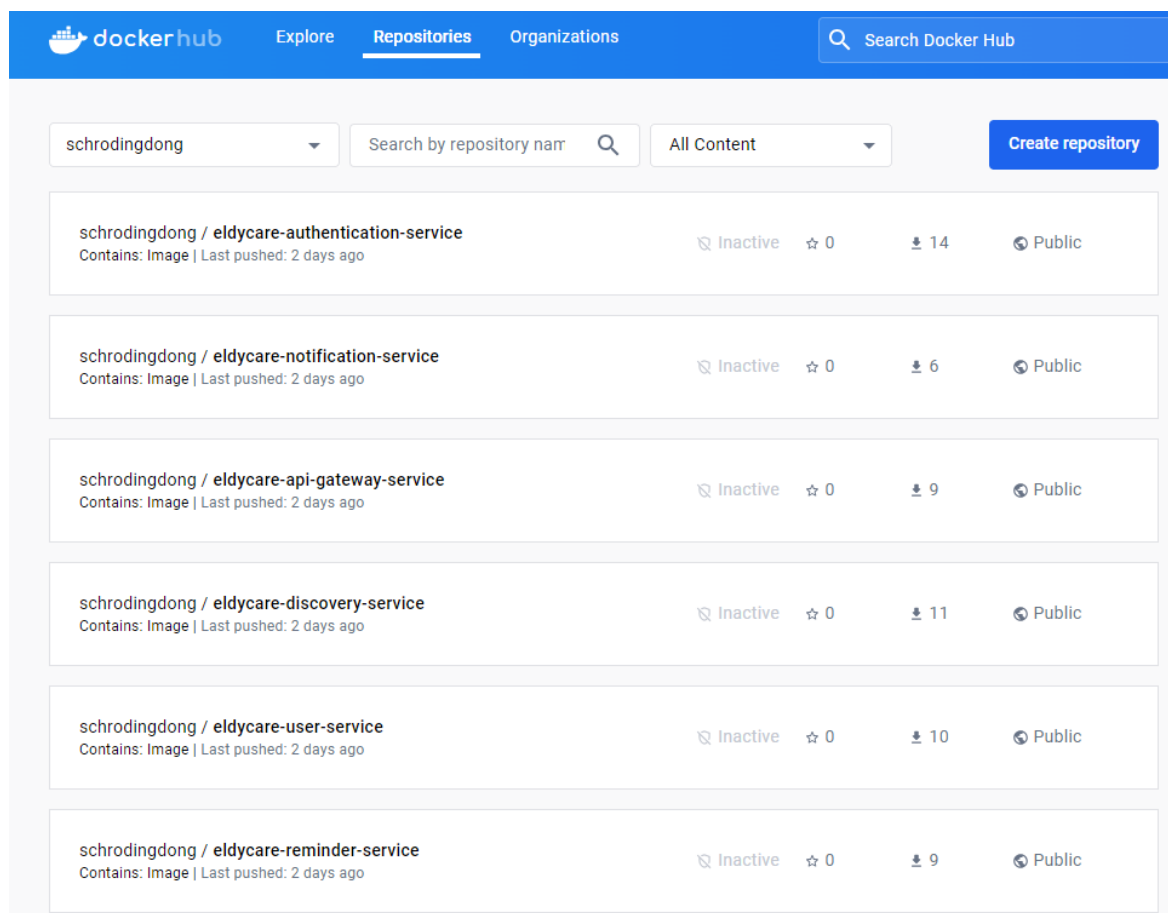 dockerhub Explore Repositories Organizations Search Docker Hub
schrodingdong Search by repository nam All Content Create repository
schrodingdong / eldycare-authentication-service
Contains: Image | Last pushed: 2 days ago
Inactive 0 14 Public
schrodingdong / eldycare-notification-service
Contains: Image | Last pushed: 2 days ago
Inactive 0 6 Public
schrodingdong / eldycare-api-gateway-service
Contains: Image | Last pushed: 2 days ago
Inactive 0 9 Public
schrodingdong / eldycare-discovery-service
Contains: Image | Last pushed: 2 days ago
Inactive 0 11 Public
schrodingdong / eldycare-user-service
Contains: Image | Last pushed: 2 days ago
Inactive 0 10 Public
schrodingdong / eldycare-reminder-service
Contains: Image | Last pushed: 2 days ago
Inactive 0 9 Public